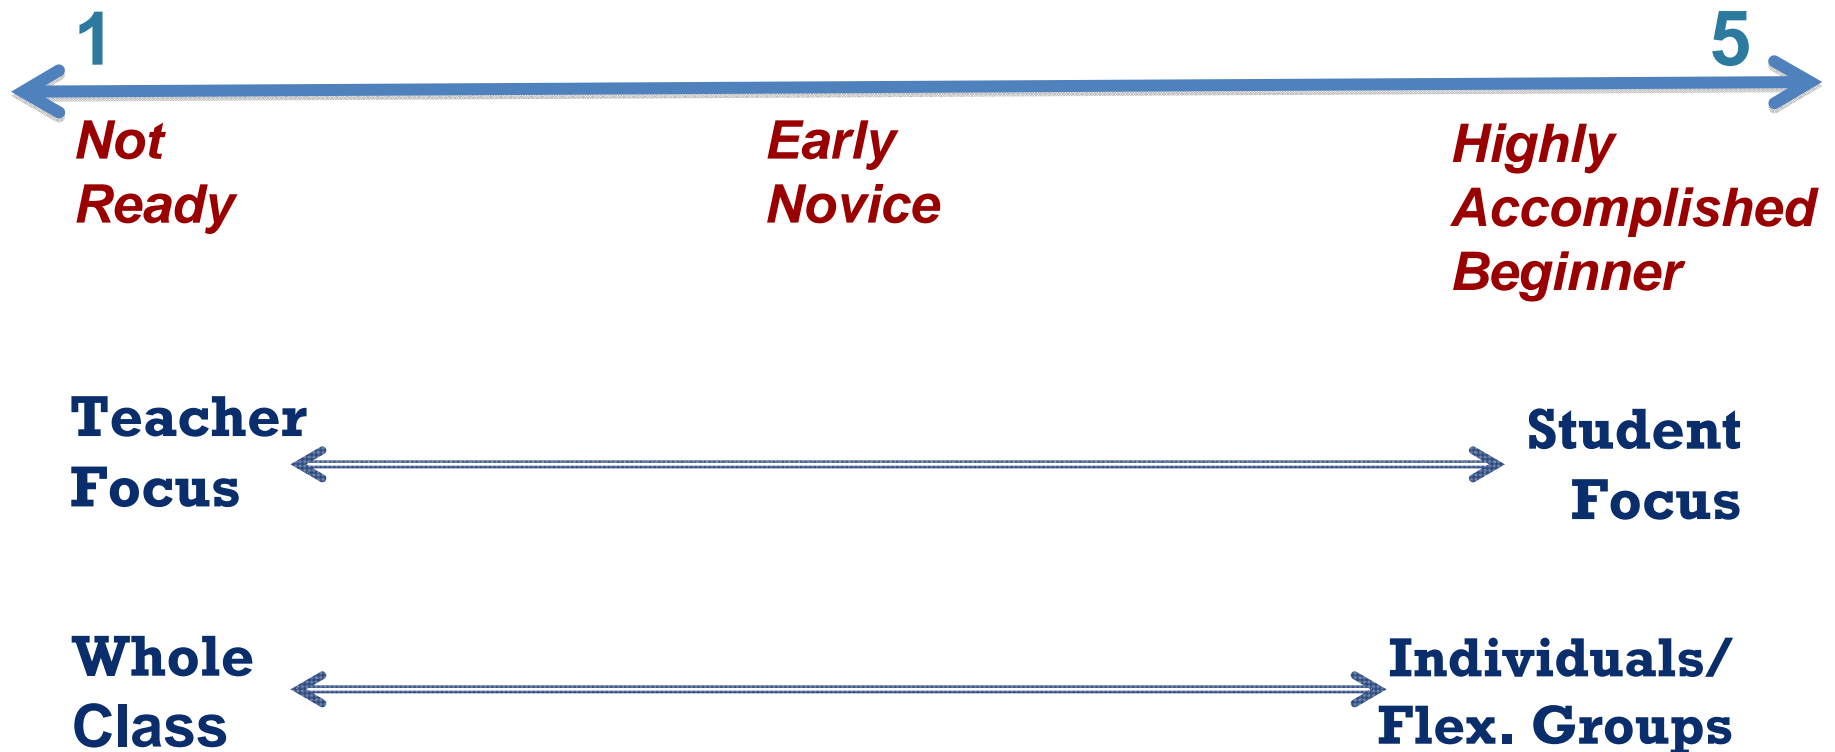 1
5
Not
Ready
Early
Novice
Highly
Accomplished
Beginner
Teacher
Focus
Student
Focus
Whole
Class
Individuals/
Flex. Groups